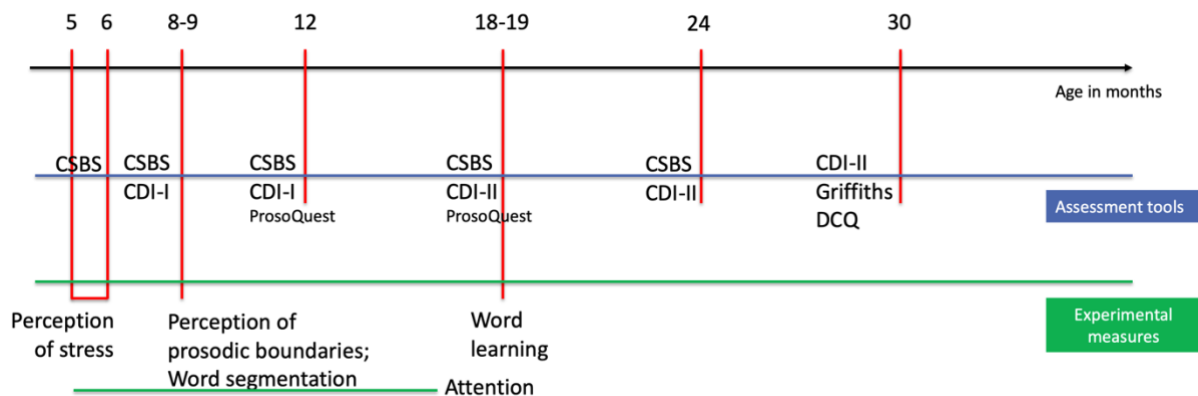 5 6 8-9 12 18-19 24 30
Age in months
CSBS CSBS CSBS CSBS CSBS CDI-II
CDI-I CDI-I CDI-II CDI-II Griffiths
ProsoQuest ProsoQuest DCQ
Assessment tools
Experimental
measures
Perception
of stress
Perception of
prosodic boundaries;
Word segmentation
Word
learning
Attention